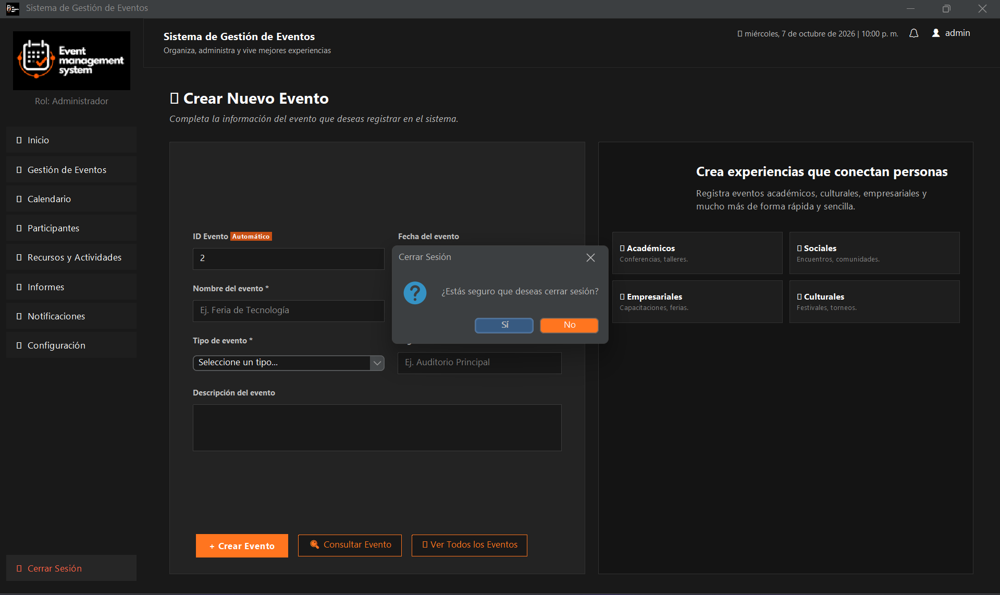 Sistema de Gestión de Eventos
Event
management
system
Rol: Administrador
Inicio
Gestión de Eventos
Calendario
Participantes
Recursos y Actividades
Informes
Notificaciones
Configuración
Cerrar Sesión
Sistema de Gestión de Eventos
Organiza, administra y vive mejores experiencias
miércoles, 7 de octubre de 2026 | 10:00 p. m.
admin
Crear Nuevo Evento
Completa la información del evento que deseas registrar en el sistema.
ID Evento Automático
2
Fecha del evento
Nombre del evento *
Ej. Feria de Tecnología
Tipo de evento *
Seleccione un tipo...
Ej. Auditorio Principal
Descripción del evento
+ Crear Evento
Consultar Evento
Ver Todos los Eventos
Cerrar Sesión
¿Estás seguro que deseas cerrar sesión?
Sí
No
Crea experiencias que conectan personas
Registra eventos académicos, culturales, empresariales y
mucho más de forma rápida y sencilla.
Académicos
Conferencias, talleres.
Sociales
Encuentros, comunidades.
Empresariales
Capacitaciones, ferias.
Culturales
Festivales, torneos.